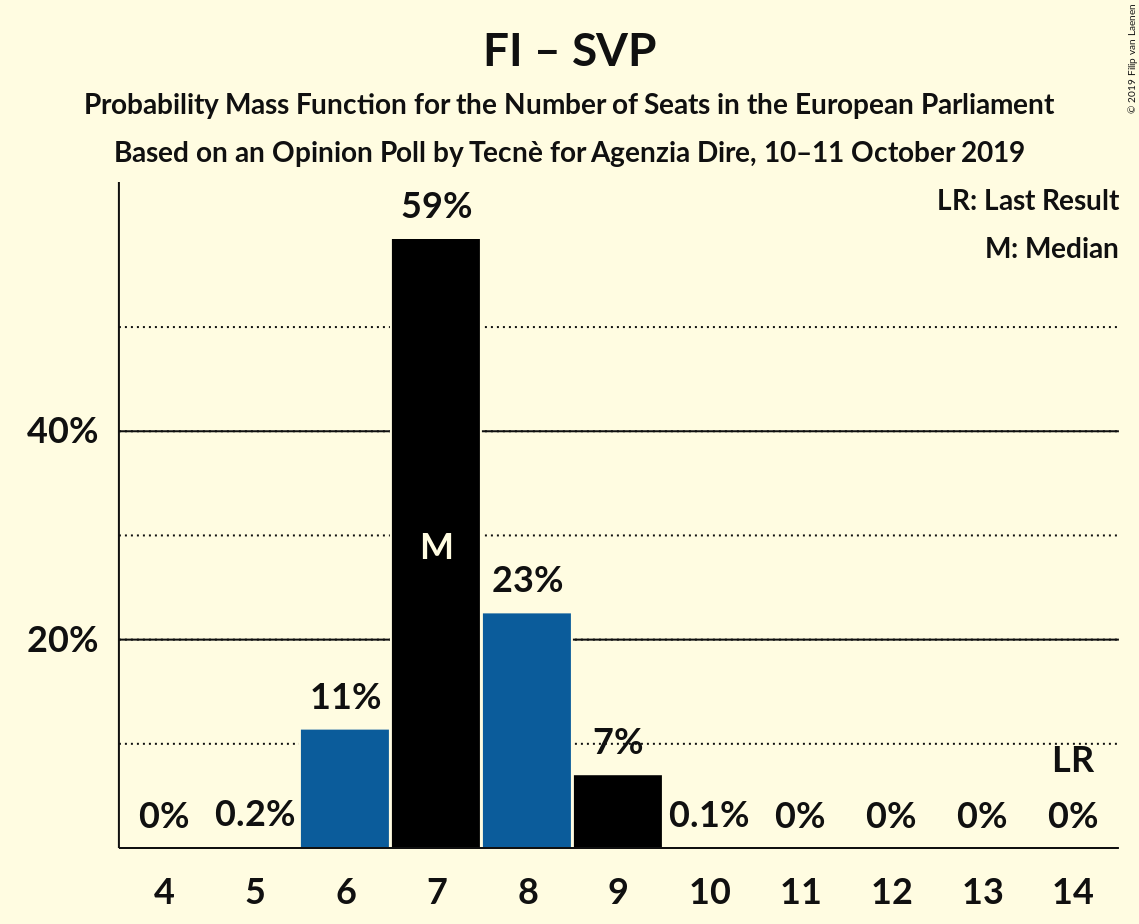 FI – SVP
Probability Mass Function for the Number of Seats in the European Parliament
Based on an Opinion Poll by Tecnè for Agenzia Dire, 10–11 October 2019
© 2019 Filip van Laenen
LR: Last Result
M: Median
59%
40%
M
23%
20%
11%
7%
LR
0% 0.2% 0.1% 0% 0% 0% 0%
4 5 6 7 8 9 10 11 12 13 14